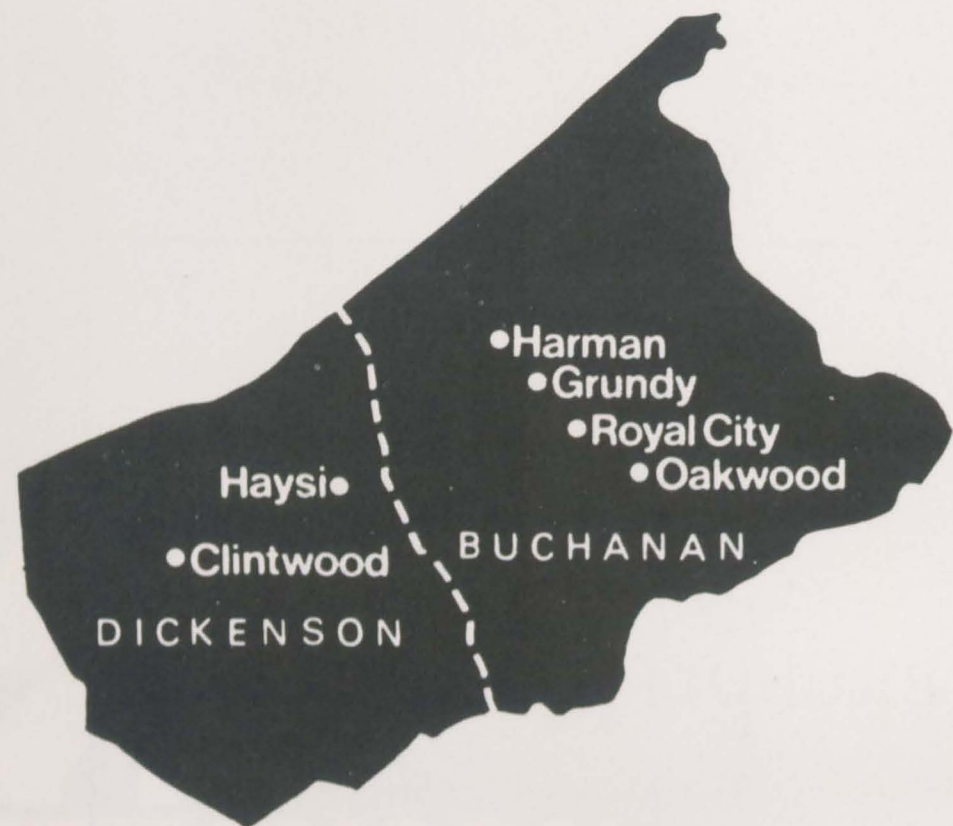 Harman
Grundy
Royal City
Oakwood
Haysi
BUCHANAN
Clintwood
DICKENSON